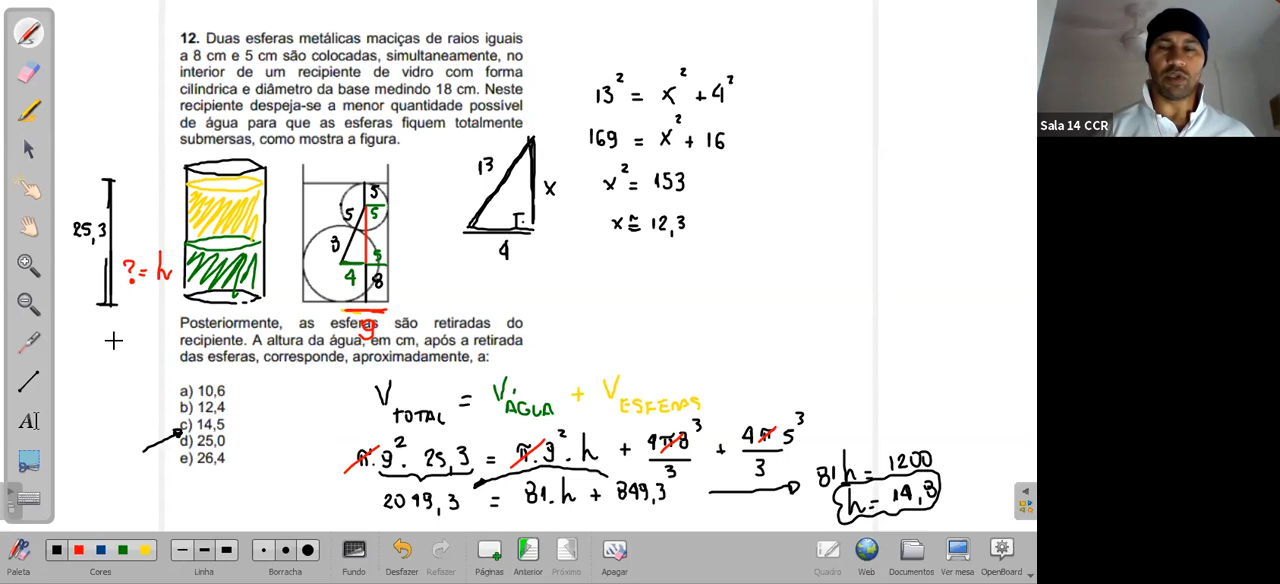 12. Duas esferas metálicas maciças de raios iguais
a 8 cm e 5 cm são colocadas, simultaneamente, no
interior de um recipiente de vidro com forma
cilíndrica e diâmetro da base medindo 18 cm. Neste
recipiente despeja-se a menor quantidade possível
de água para que as esferas fiquem totalmente
submersas, como mostra a figura.
13² = x² + 4²
169 = x² + 16
x² = 153
x ≅ 12,3
Sala 14 CCR
25,3
? = h
5
5
5
8
5
4
8
9
13
x
4
Posteriormente, as esferas são retiradas do
recipiente. A altura da água, em cm, após a retirada
das esferas, corresponde, aproximadamente, a:
a) 10,6
b) 12,4
c) 14,5
d) 25,0
e) 26,4
V TOTAL = V ÁGUA + V ESFERAS
π.9². 25,3 = π.9².h + 4π8³/3 + 4π5³/3
2049,3 = 81.h + 849,3
81h = 1200
h = 14,8
Paleta
Cores
Linha
Borracha
Fundo
Desfazer
Refazer
Páginas
Anterior
Próximo
Apagar
Quadro
Web
Documentos
Ver mesa
OpenBoard